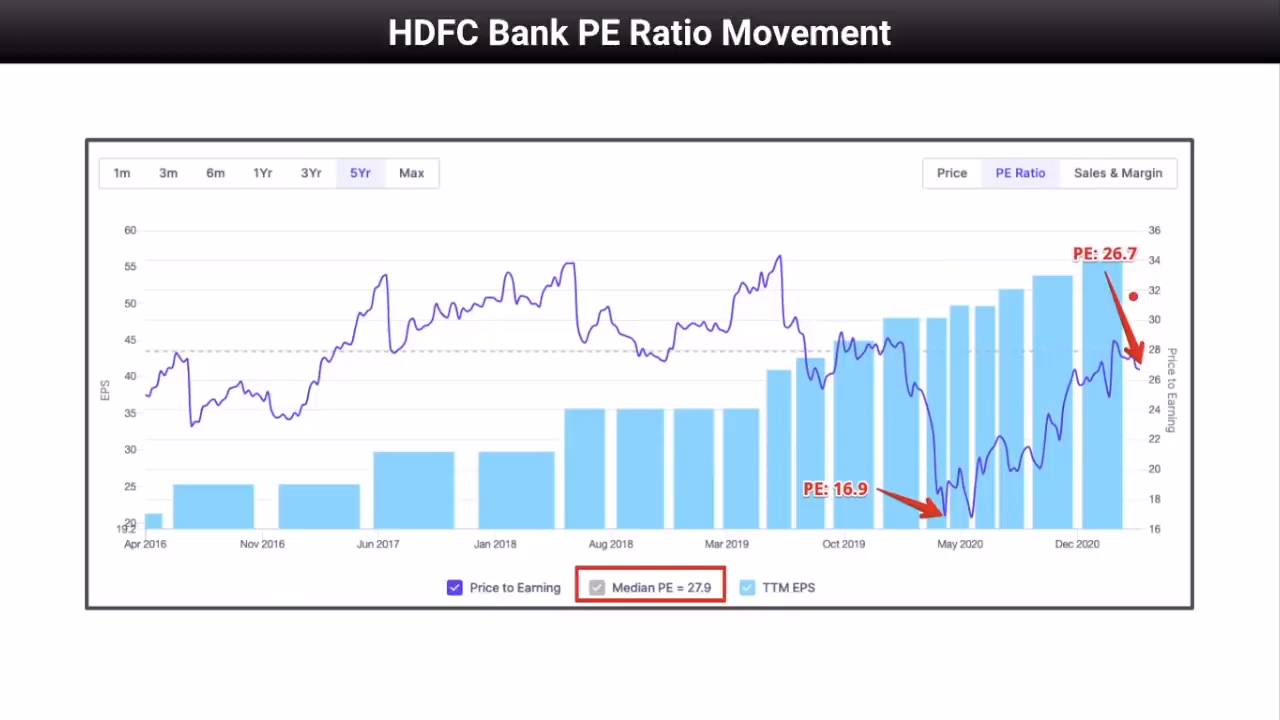 HDFC Bank PE Ratio Movement
1m 3m 6m 1Yr 3Yr 5Yr Max
Price PE Ratio Sales & Margin
60 36
PE: 26.7
55 34
50 32
45 30
28
40 26
35 24
30 22
25 20
PE: 16.9
18
20
19.2 16
EPS
Price to Earning
Apr 2016 Nov 2016 Jun 2017 Jan 2018 Aug 2018 Mar 2019 Oct 2019 May 2020 Dec 2020
Price to Earning Median PE = 27.9 TTM EPS